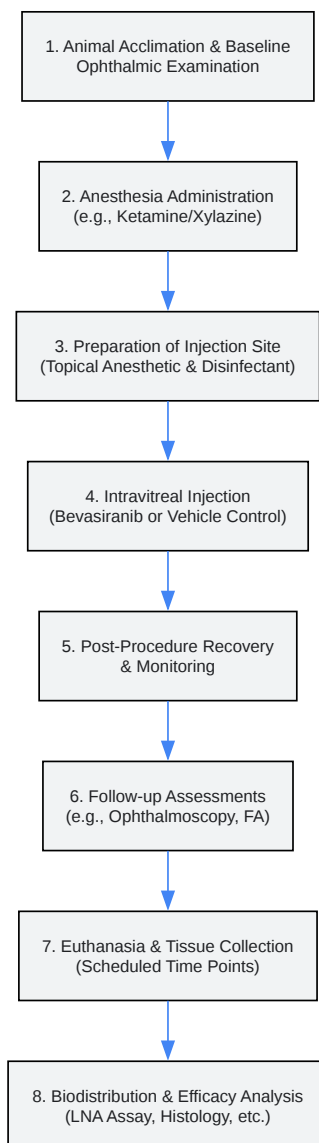 1. Animal Acclimation & Baseline
Ophthalmic Examination
2. Anesthesia Administration
(e.g., Ketamine/Xylazine)
3. Preparation of Injection Site
(Topical Anesthetic & Disinfectant)
4. Intravitreal Injection
(Bevasiranib or Vehicle Control)
5. Post-Procedure Recovery
& Monitoring
6. Follow-up Assessments
(e.g., Ophthalmoscopy, FA)
7. Euthanasia & Tissue Collection
(Scheduled Time Points)
8. Biodistribution & Efficacy Analysis
(LNA Assay, Histology, etc.)